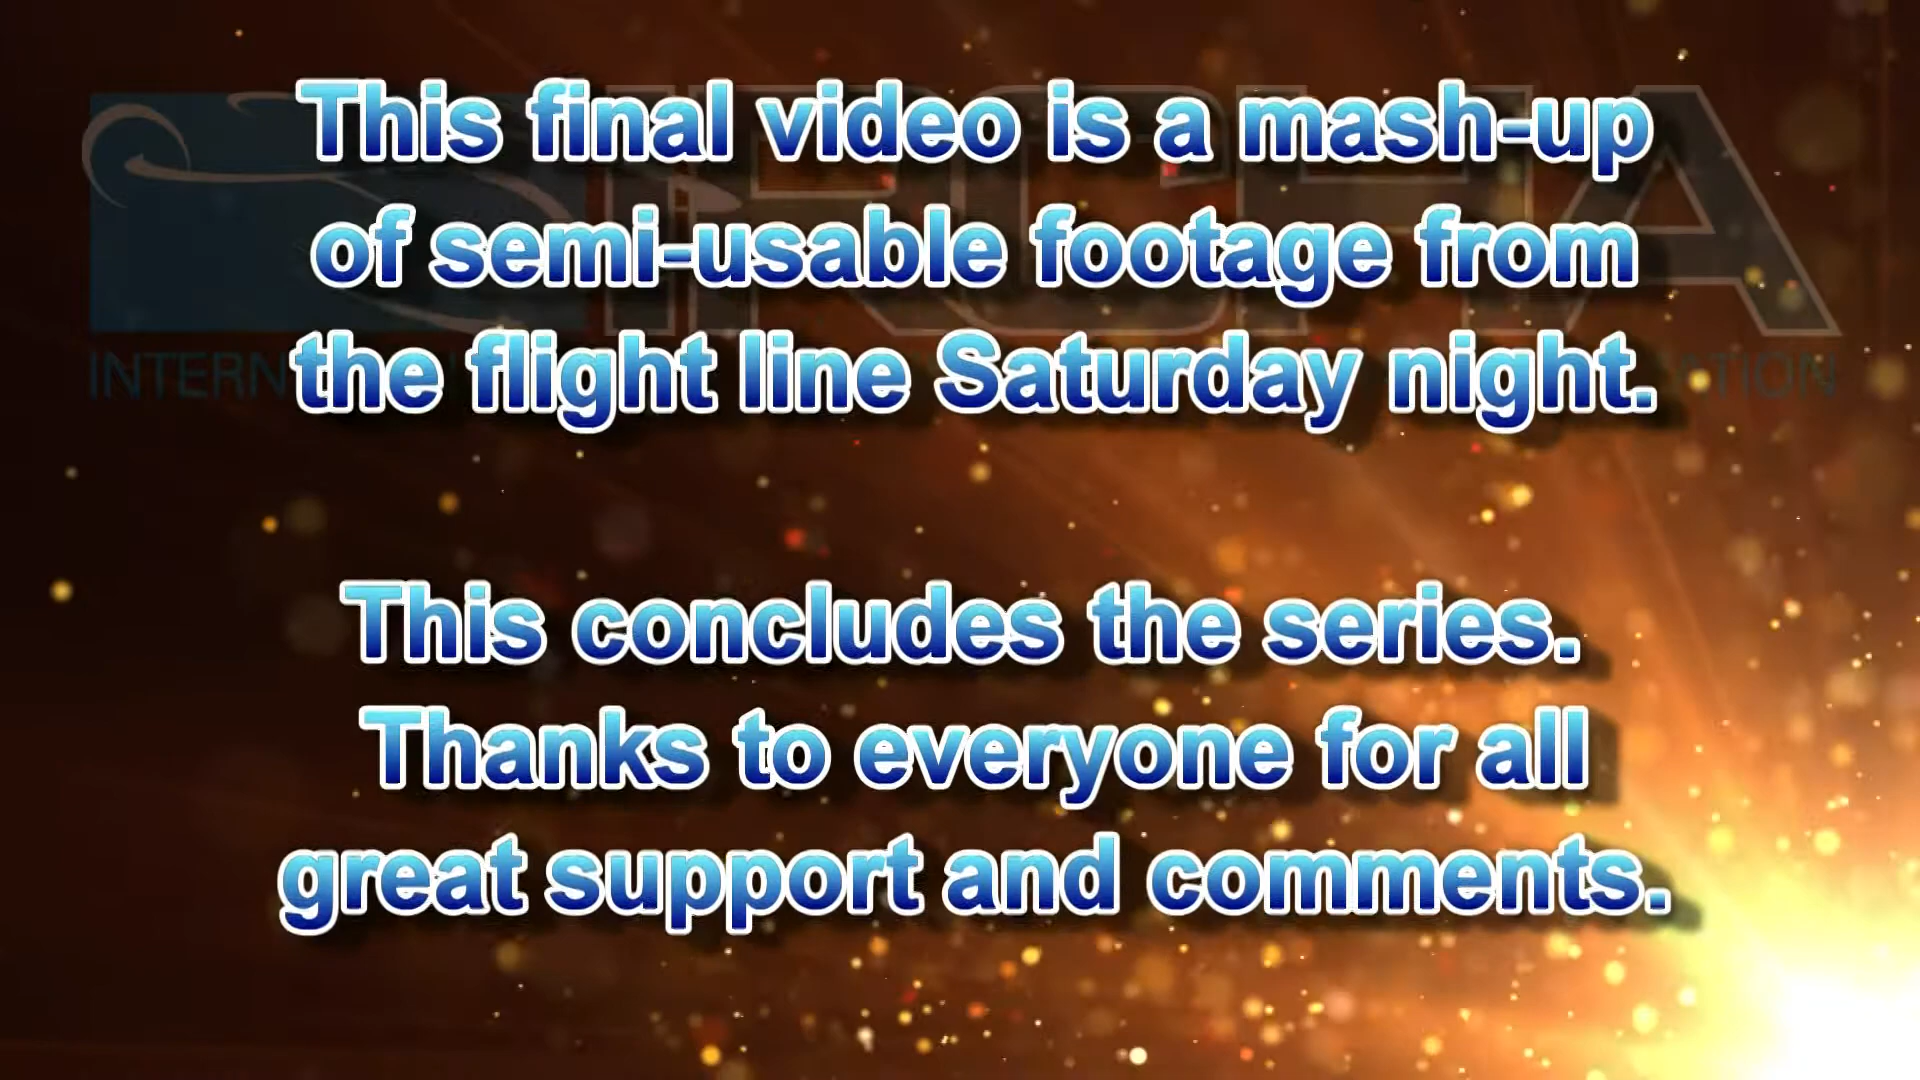 This final video is a mash-up
of semi-usable footage from
the flight line Saturday night.
IRCHA
This concludes the series.
Thanks to everyone for all
great support and comments.